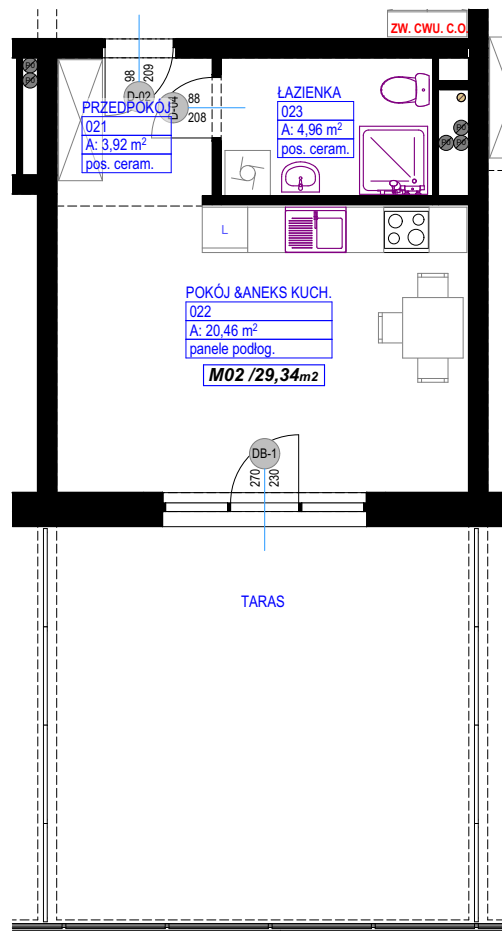 ZW. CWU. C.O.
98
209
D-02
D-04
88
208
PRZEDPOKÓJ
021
A: 3,92 m²
pos. ceram.
ŁAZIENKA
023
A: 4,96 m²
pos. ceram.
L
POKÓJ &ANEKS KUCH.
022
A: 20,46 m²
panele podłog.
M02 /29,34m2
DB-1
270
230
TARAS